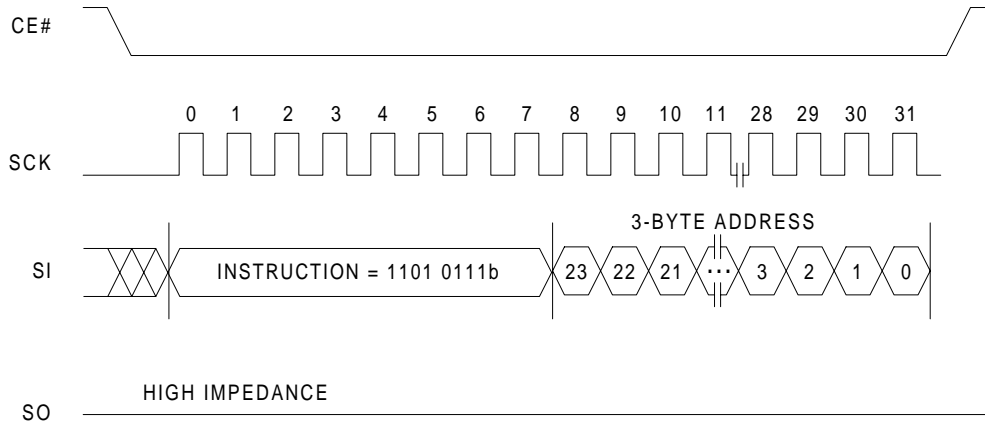 CE#
0 1 2 3 4 5 6 7 8 9 10 11 28 29 30 31
SCK
3-BYTE ADDRESS
SI INSTRUCTION = 1101 0111b 23 22 21 ... 3 2 1 0
HIGH IMPEDANCE
SO